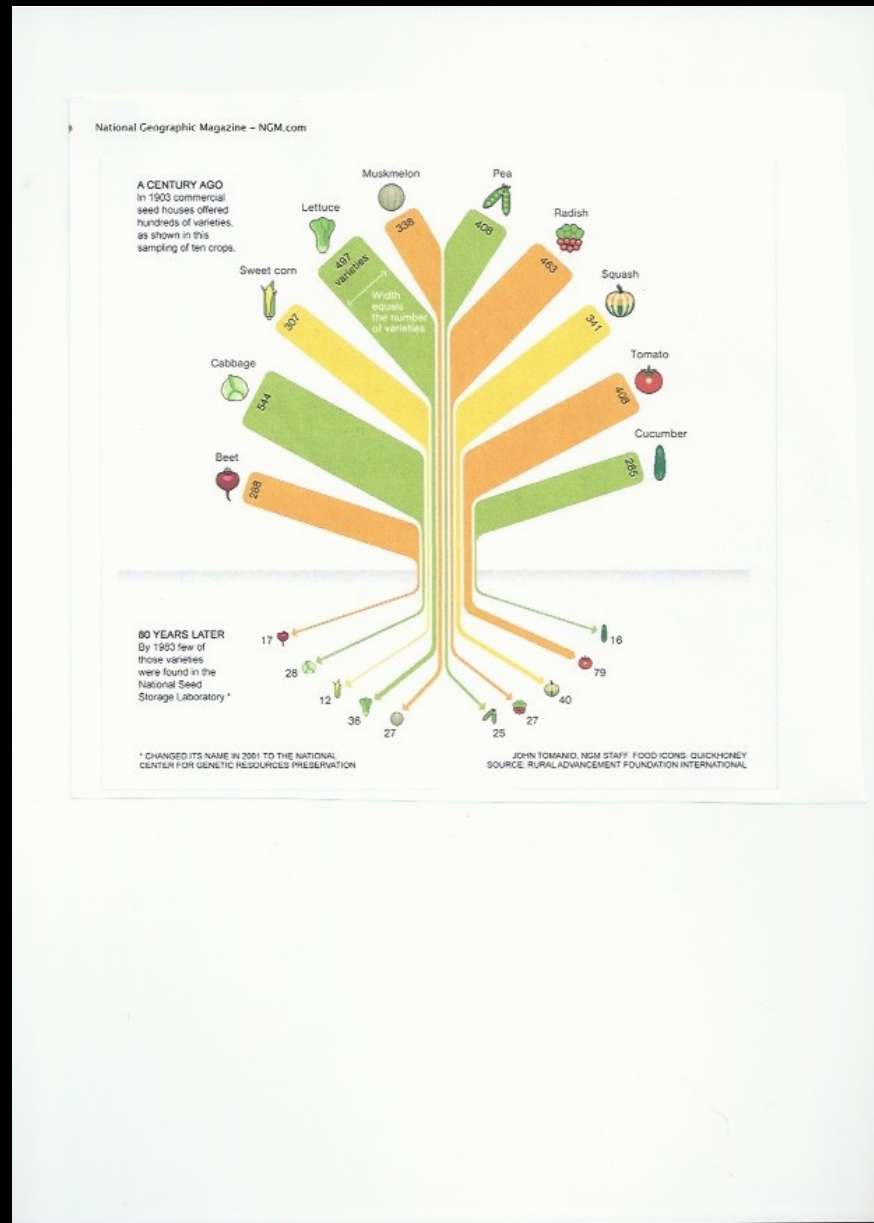 National Geographic Magazine – NGM.com
A CENTURY AGO
In 1903 commercial
seed houses offered
hundreds of varieties,
as shown in this
sampling of ten crops.
Muskmelon
338
Pea
408
Lettuce
497
varieties
Width
equals
the number
of varieties
Radish
463
Sweet corn
307
Squash
341
Cabbage
544
Tomato
408
Beet
288
Cucumber
285
80 YEARS LATER
By 1983 few of
those varieties
were found in the
National Seed
Storage Laboratory *
17
28
12
36
27
25
27
40
79
16
* CHANGED ITS NAME IN 2001 TO THE NATIONAL
CENTER FOR GENETIC RESOURCES PRESERVATION
JOHN TOMANIO, NGM STAFF. FOOD ICONS: QUICKHONEY
SOURCE: RURAL ADVANCEMENT FOUNDATION INTERNATIONAL